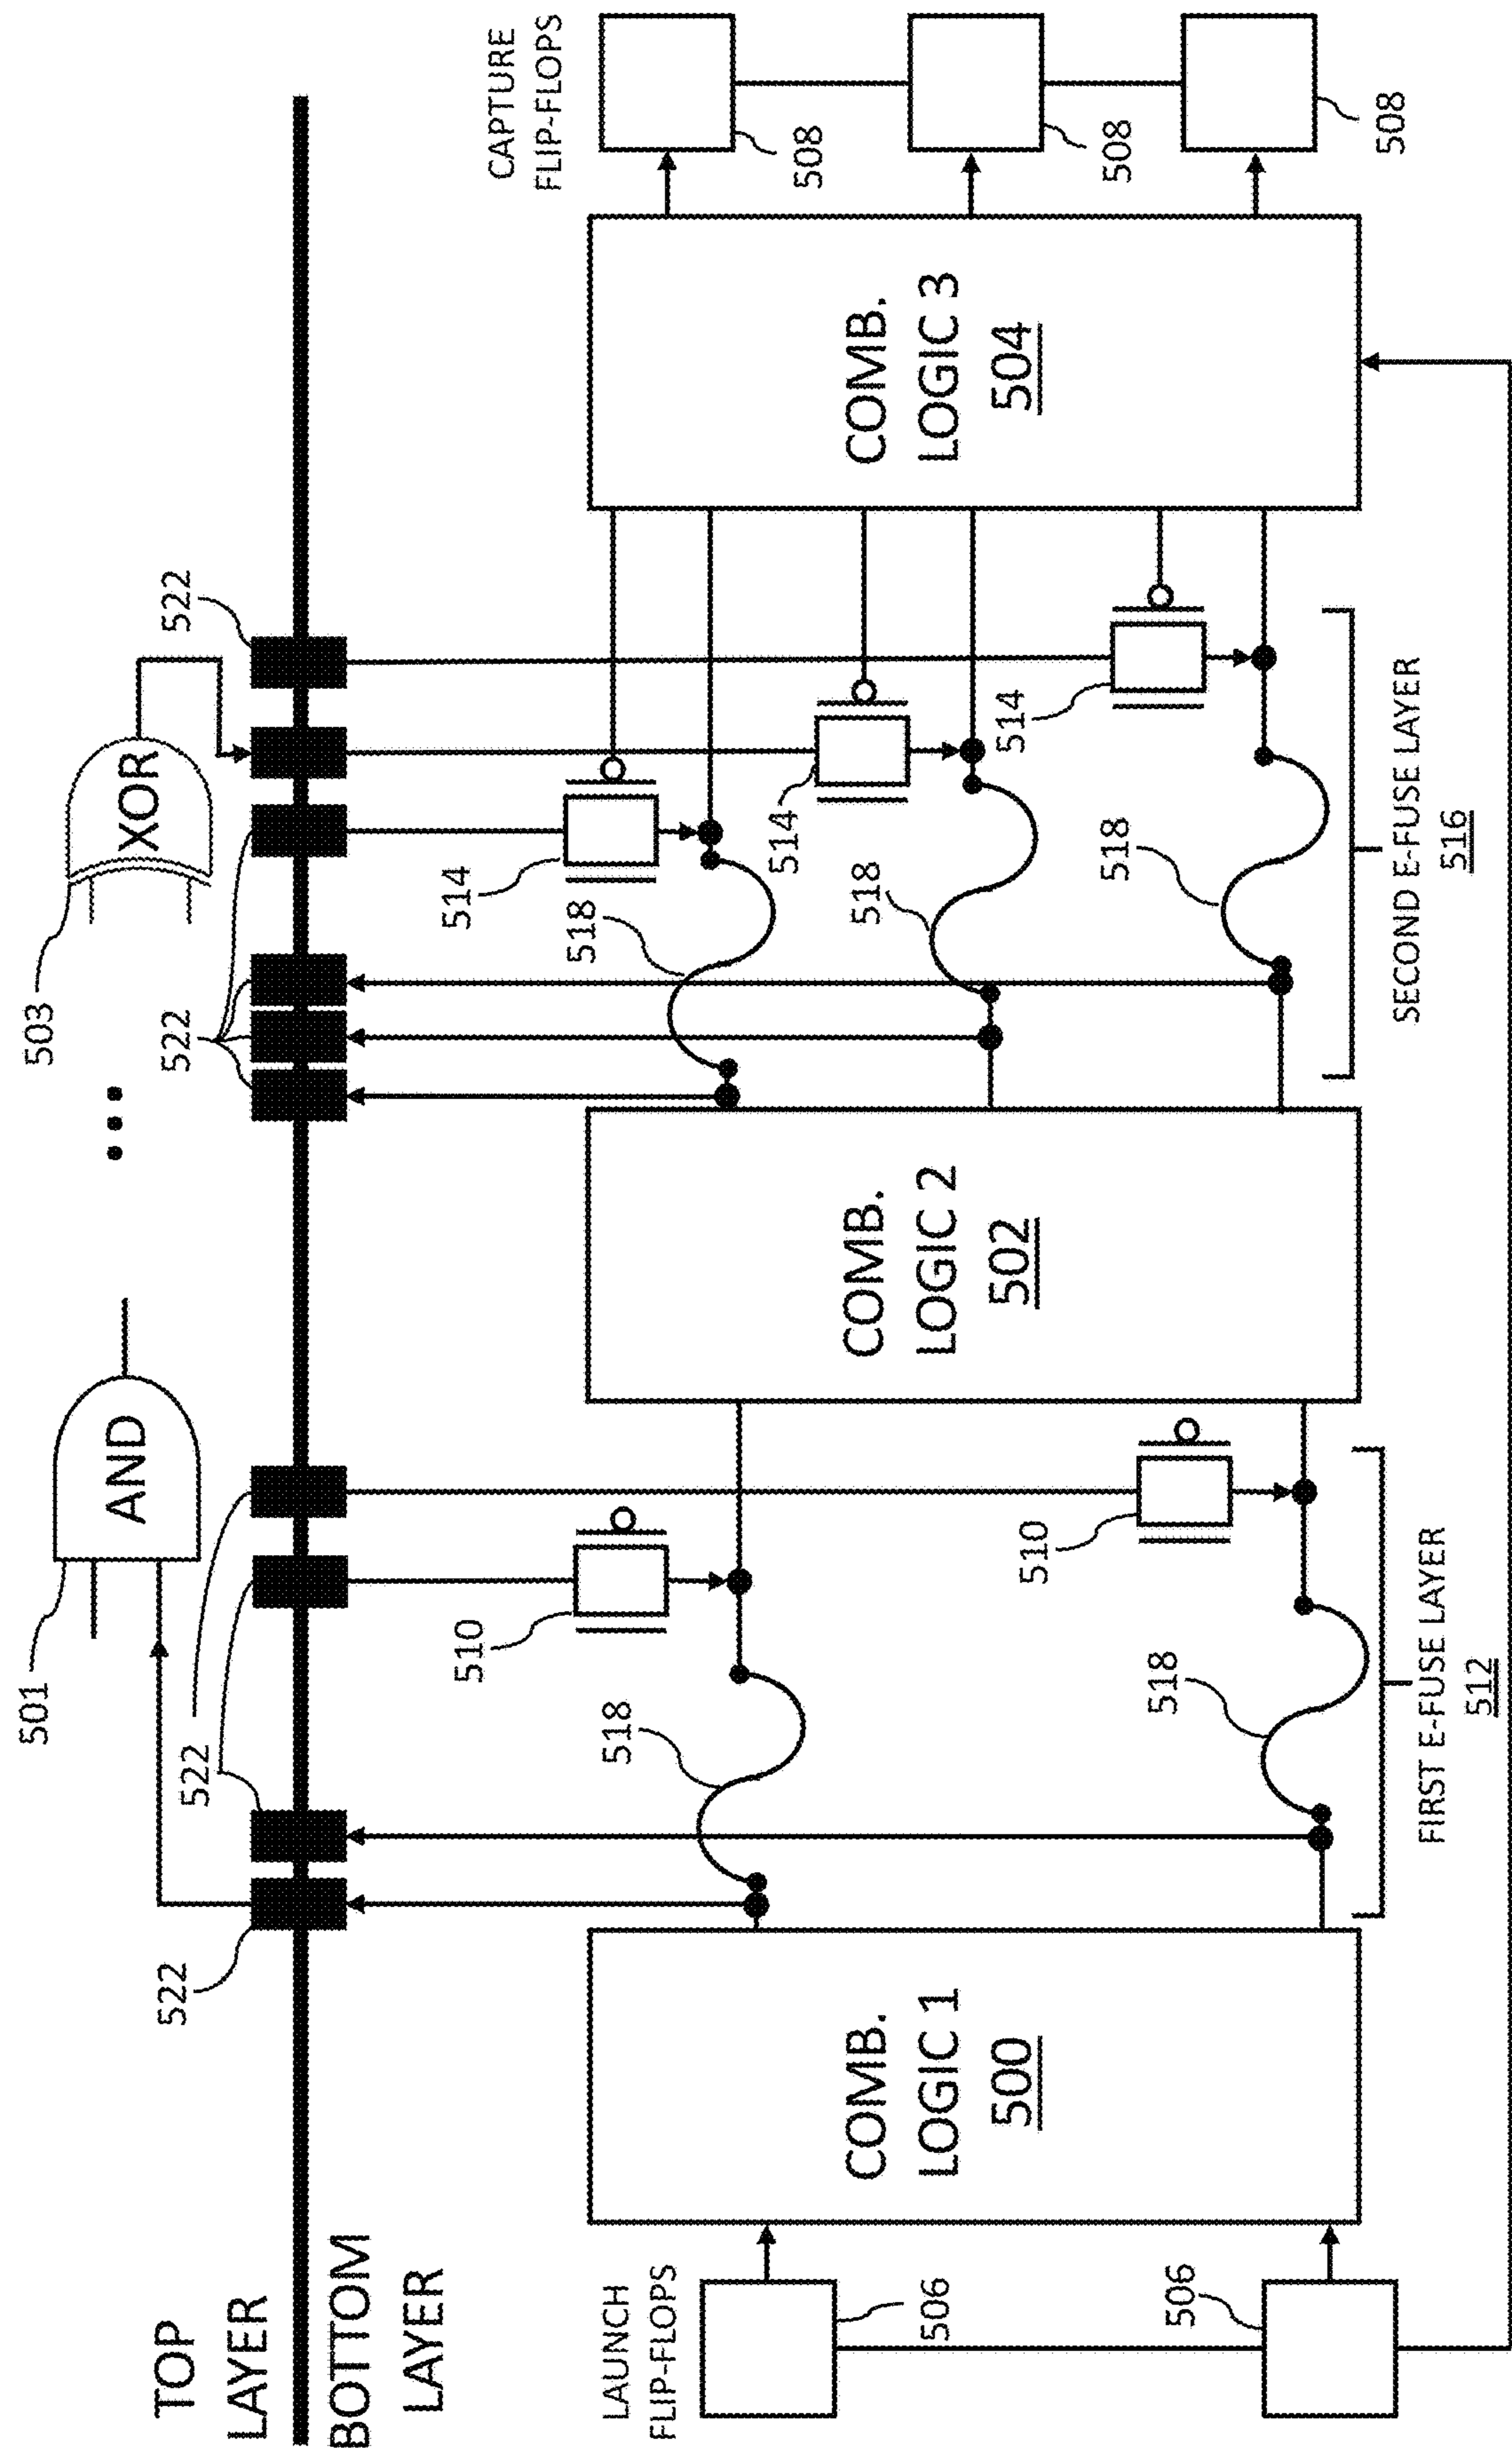 501
AND
503
XOR
522
522
522
522
TOP
LAYER
BOTTOM
LAYER
LAUNCH
FLIP-FLOPS
506
506
COMB.
LOGIC 1
500
518
510
518
510
FIRST E-FUSE LAYER
512
COMB.
LOGIC 2
502
514
518
514
518
514
518
SECOND E-FUSE LAYER
516
COMB.
LOGIC 3
504
CAPTURE
FLIP-FLOPS
508
508
508